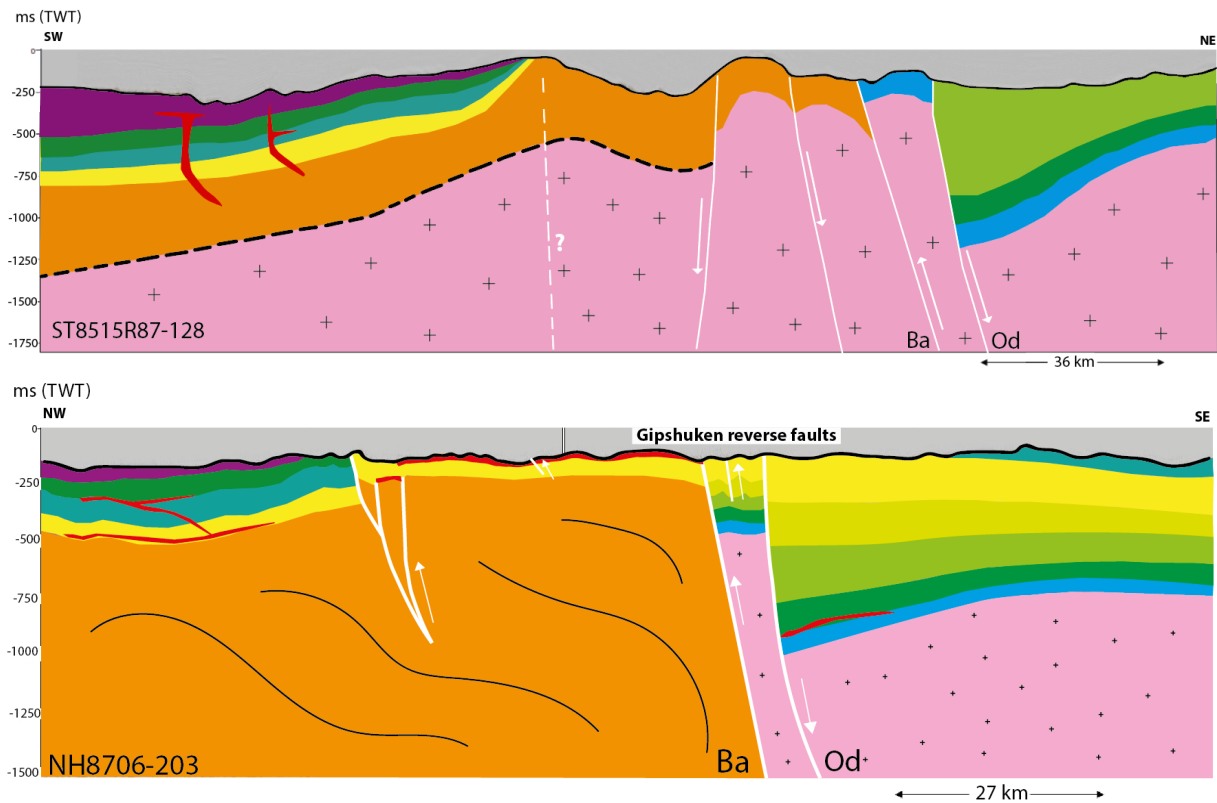 ms (TWT)
SW
NE
0
-250
-500
-750
-1000
-1250
-1500
-1750
?
ST8515R87-128
Ba
Od
36 km
ms (TWT)
NW
SE
0
Gipshuken reverse faults
-250
-500
-750
-1000
-1250
-1500
NH8706-203
Ba
Od
27 km